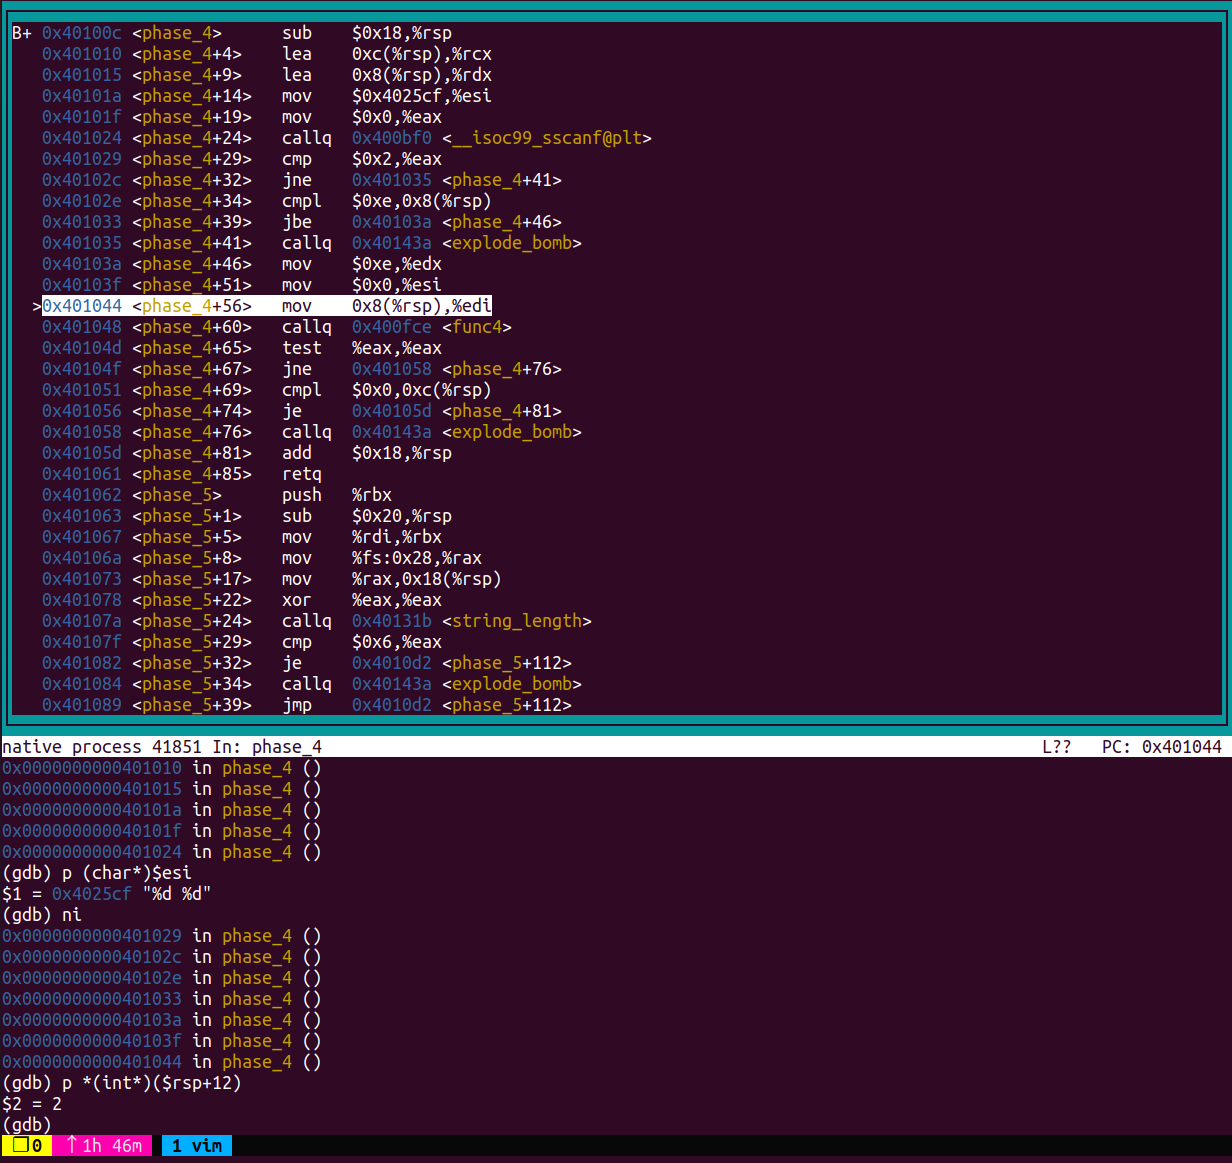 B+ 0x40100c <phase_4>      sub    $0x18,%rsp
   0x401010 <phase_4+4>    lea    0xc(%rsp),%rcx
   0x401015 <phase_4+9>    lea    0x8(%rsp),%rdx
   0x40101a <phase_4+14>   mov    $0x4025cf,%esi
   0x40101f <phase_4+19>   mov    $0x0,%eax
   0x401024 <phase_4+24>   callq  0x400bf0 <__isoc99_sscanf@plt>
   0x401029 <phase_4+29>   cmp    $0x2,%eax
   0x40102c <phase_4+32>   jne    0x401035 <phase_4+41>
   0x40102e <phase_4+34>   cmpl   $0xe,0x8(%rsp)
   0x401033 <phase_4+39>   jbe    0x40103a <phase_4+46>
   0x401035 <phase_4+41>   callq  0x40143a <explode_bomb>
   0x40103a <phase_4+46>   mov    $0xe,%edx
   0x40103f <phase_4+51>   mov    $0x0,%esi
  >0x401044 <phase_4+56>   mov    0x8(%rsp),%edi
   0x401048 <phase_4+60>   callq  0x400fce <func4>
   0x40104d <phase_4+65>   test   %eax,%eax
   0x40104f <phase_4+67>   jne    0x401058 <phase_4+76>
   0x401051 <phase_4+69>   cmpl   $0x0,0xc(%rsp)
   0x401056 <phase_4+74>   je     0x40105d <phase_4+81>
   0x401058 <phase_4+76>   callq  0x40143a <explode_bomb>
   0x40105d <phase_4+81>   add    $0x18,%rsp
   0x401061 <phase_4+85>   retq
   0x401062 <phase_5>      push   %rbx
   0x401063 <phase_5+1>    sub    $0x20,%rsp
   0x401067 <phase_5+5>    mov    %rdi,%rbx
   0x40106a <phase_5+8>    mov    %fs:0x28,%rax
   0x401073 <phase_5+17>   mov    %rax,0x18(%rsp)
   0x401078 <phase_5+22>   xor    %eax,%eax
   0x40107a <phase_5+24>   callq  0x40131b <string_length>
   0x40107f <phase_5+29>   cmp    $0x6,%eax
   0x401082 <phase_5+32>   je     0x4010d2 <phase_5+112>
   0x401084 <phase_5+34>   callq  0x40143a <explode_bomb>
   0x401089 <phase_5+39>   jmp    0x4010d2 <phase_5+112>
native process 41851 In: phase_4    L??   PC: 0x401044
0x0000000000401010 in phase_4 ()
0x0000000000401015 in phase_4 ()
0x000000000040101a in phase_4 ()
0x000000000040101f in phase_4 ()
0x0000000000401024 in phase_4 ()
(gdb) p (char*)$esi
$1 = 0x4025cf "%d %d"
(gdb) ni
0x0000000000401029 in phase_4 ()
0x000000000040102c in phase_4 ()
0x000000000040102e in phase_4 ()
0x0000000000401033 in phase_4 ()
0x000000000040103a in phase_4 ()
0x000000000040103f in phase_4 ()
0x0000000000401044 in phase_4 ()
(gdb) p *(int*)($rsp+12)
$2 = 2
(gdb)
❐ 0  ↑ 1h 46m  1 vim